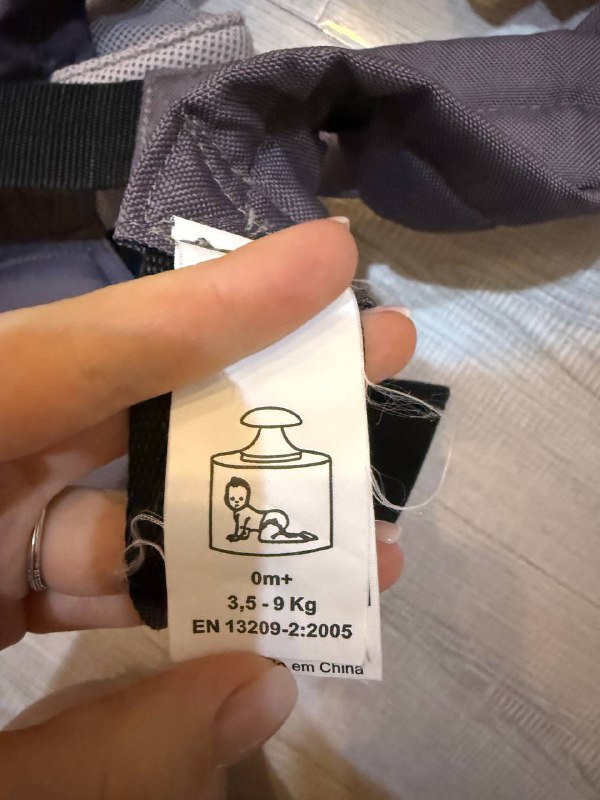 0m+
3,5 - 9 Kg
EN 13209-2:2005
em China